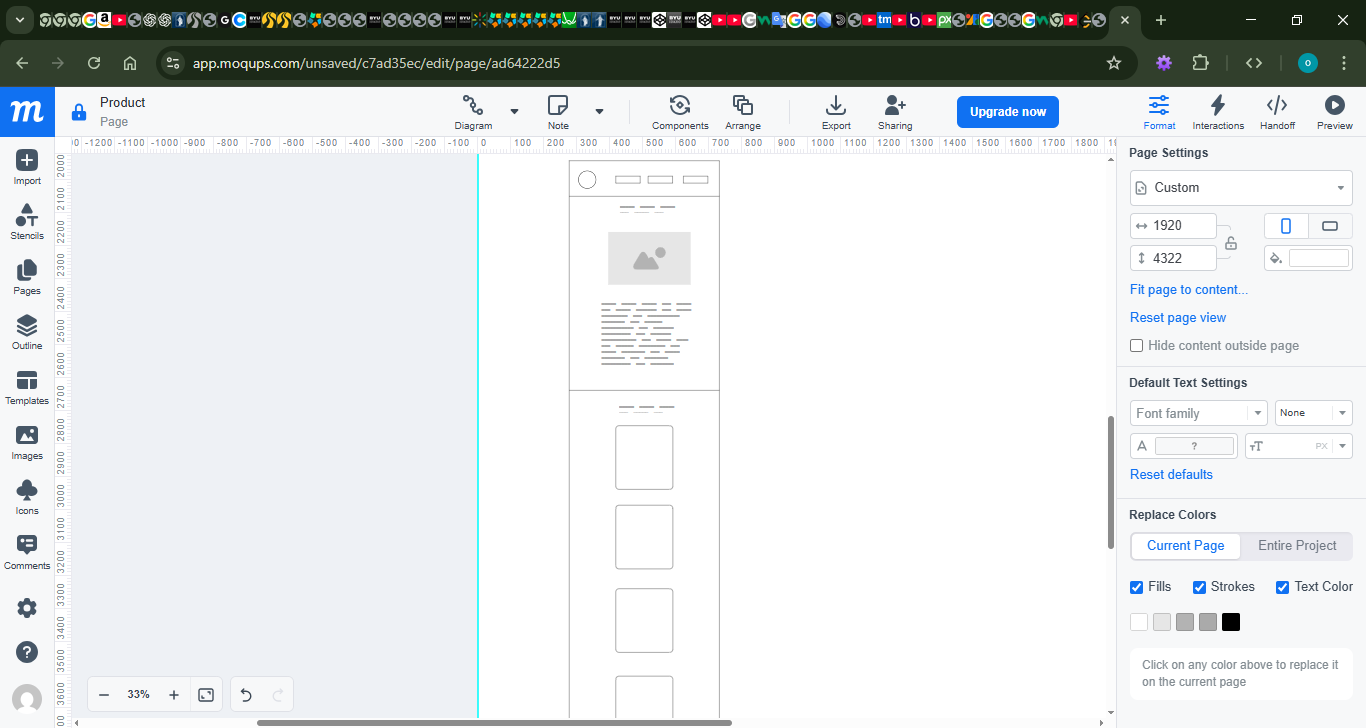 app.moqups.com/unsaved/c7ad35ec/edit/page/ad64222d5
o
m
Product
Page
Diagram
Note
Components
Arrange
Export
Sharing
Upgrade now
Format
Interactions
Handoff
Preview
-1200 -1100 -1000 -900 -800 -700 -600 -500 -400 -300 -200 -100 0 100 200 300 400 500 600 700 800 900 1000 1100 1200 1300 1400 1500 1600 1700 1800
2000 2100 2200 2300 2400 2500 2600 2700 2800 2900 3000 3100 3200 3300 3400 3500 3600
Import
Stencils
Pages
Outline
Templates
Images
Icons
Comments
33%
Page Settings
Custom
1920
4322
Fit page to content...
Reset page view
Hide content outside page
Default Text Settings
Font family
None
A ?
TT PX
Reset defaults
Replace Colors
Current Page
Entire Project
Fills
Strokes
Text Color
Click on any color above to replace it
on the current page